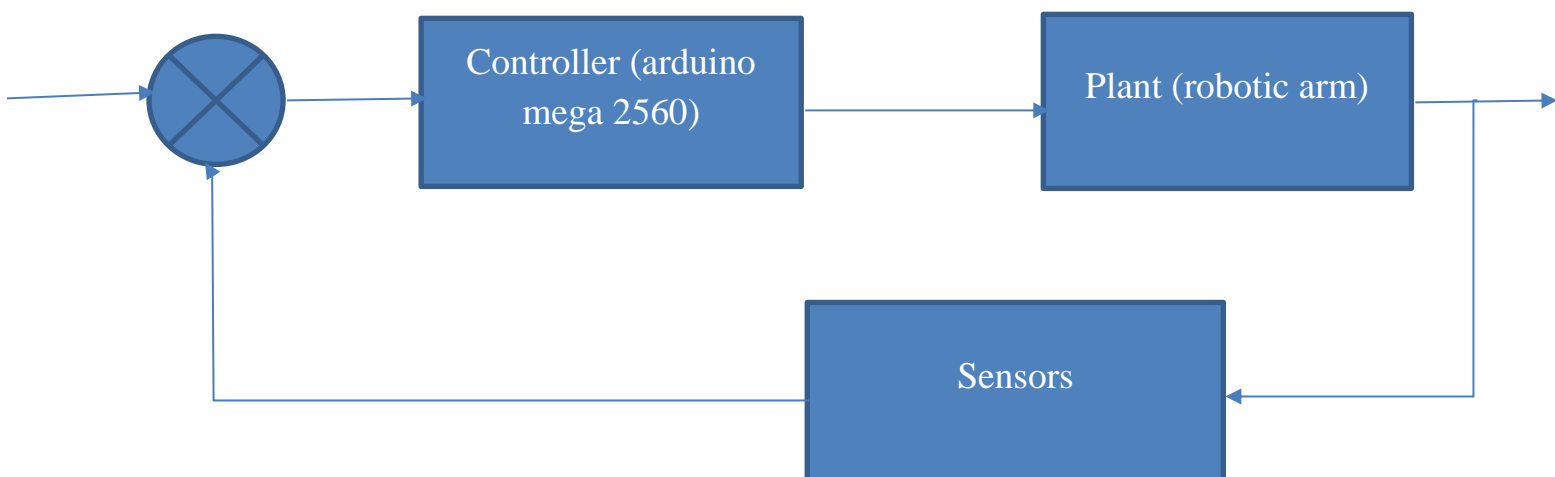 Controller (arduino
mega 2560)
Plant (robotic arm)
Sensors